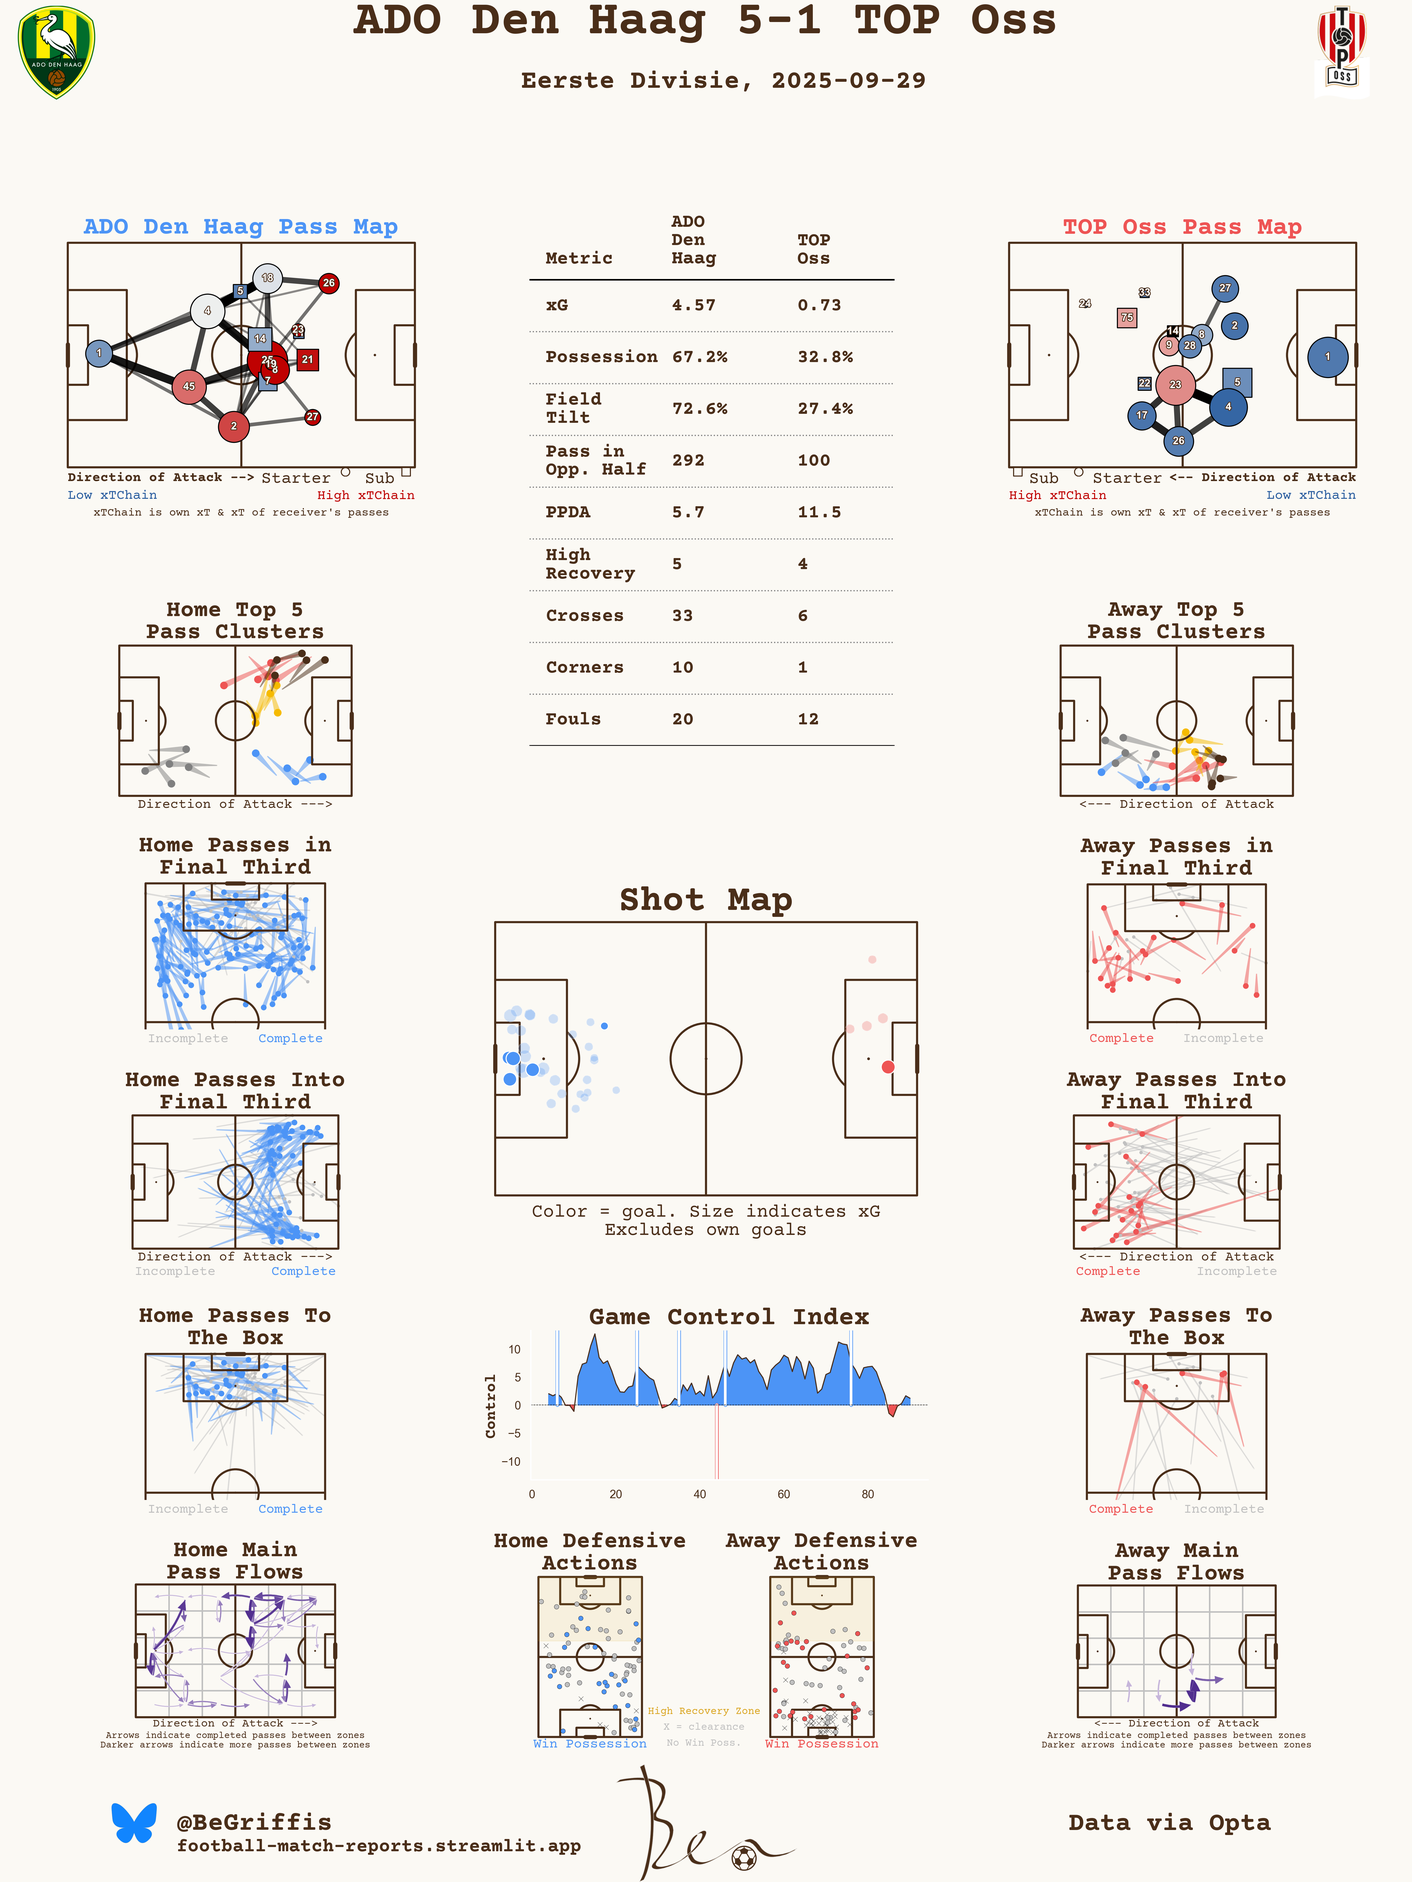 ADO Den Haag 5-1 TOP Oss
Eerste Divisie, 2025-09-29
ADO DEN HAAG
1905
TOP
OSS
ADO Den Haag Pass Map
1
4
45
2
18
5
26
14
23
25
19
8
7
21
27
Direction of Attack --> Starter Sub
Low xTChain High xTChain
xTChain is own xT & xT of receiver's passes
Metric ADO Den Haag TOP Oss
xG 4.57 0.73
Possession 67.2% 32.8%
Field Tilt 72.6% 27.4%
Pass in Opp. Half 292 100
PPDA 5.7 11.5
High Recovery 5 4
Crosses 33 6
Corners 10 1
Fouls 20 12
TOP Oss Pass Map
24
33
75
14
9
28
8
27
2
1
22
23
5
4
17
26
Sub Starter <-- Direction of Attack
High xTChain Low xTChain
xTChain is own xT & xT of receiver's passes
Home Top 5
Pass Clusters
Direction of Attack --->
Away Top 5
Pass Clusters
<--- Direction of Attack
Home Passes in
Final Third
Incomplete Complete
Away Passes in
Final Third
Complete Incomplete
Shot Map
Color = goal. Size indicates xG
Excludes own goals
Home Passes Into
Final Third
Direction of Attack --->
Incomplete Complete
Away Passes Into
Final Third
<--- Direction of Attack
Complete Incomplete
Home Passes To
The Box
Incomplete Complete
Game Control Index
Control
10
5
0
−5
−10
0 20 40 60 80
Away Passes To
The Box
Complete Incomplete
Home Main
Pass Flows
Direction of Attack --->
Arrows indicate completed passes between zones
Darker arrows indicate more passes between zones
Home Defensive
Actions
Win Possession
High Recovery Zone
X = clearance
No Win Poss.
Away Defensive
Actions
Win Possession
Away Main
Pass Flows
<--- Direction of Attack
Arrows indicate completed passes between zones
Darker arrows indicate more passes between zones
@BeGriffis
football-match-reports.streamlit.app
Ben
Data via Opta